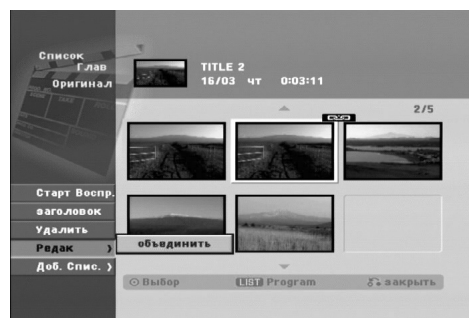 Список
Глав
Оригинал
TITLE 2
16/03 чт 0:03:11
2/5
Старт Воспр.
заголовок
Удалить
Редак )
объединить
Доб. Спис. )
Выбор LIST Program закрыть